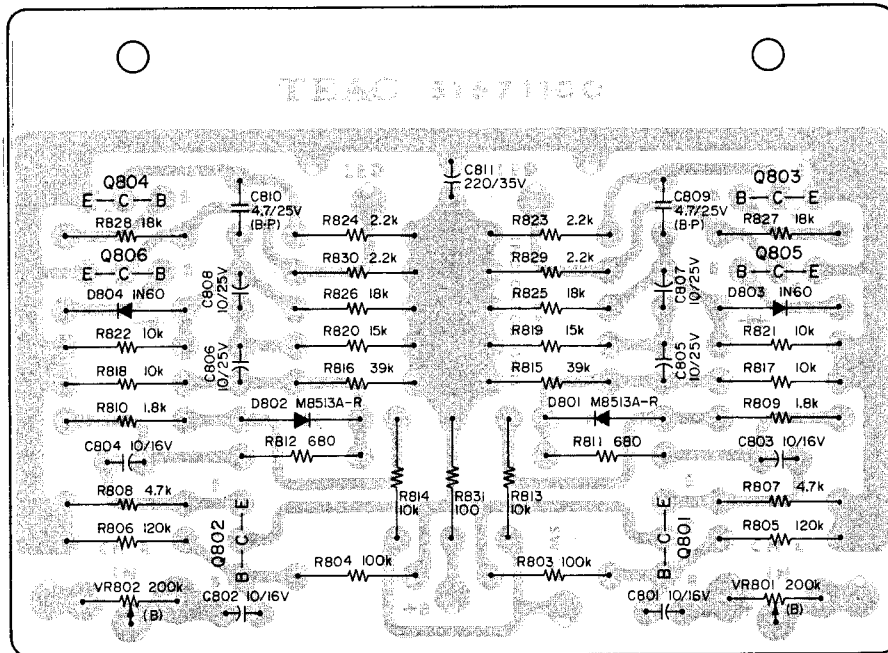 TEAC 51671100
Q804
E C B
R828 18k
Q806
E C B
D804 1N60
R822 10k
R818 10k
R810 1.8k
C804 10/16V
R808 4.7k
R806 120k
VR802 200k
(B)
C810
4.7/25V
(B·P)
C808
10/25V
C806
10/25V
D802 M8513A-R
R812 680
Q802
E C B
C802 10/16V
R824 2.2k
R830 2.2k
R826 18k
R820 15k
R816 39k
R804 100k
C811
220/35V
R814
10k
R831
100
R813
10k
R823 2.2k
R829 2.2k
R825 18k
R819 15k
R815 39k
D801 M8513A-R
R811 680
R803 100k
C809
4.7/25V
(B·P)
C807
10/25V
C805
10/25V
Q801
E C B
C801 10/16V
Q803
B C E
R827 18k
Q805
B C E
D803 1N60
R821 10k
R817 10k
R809 1.8k
C803 10/16V
R807 4.7k
R805 120k
VR801 200k
(B)